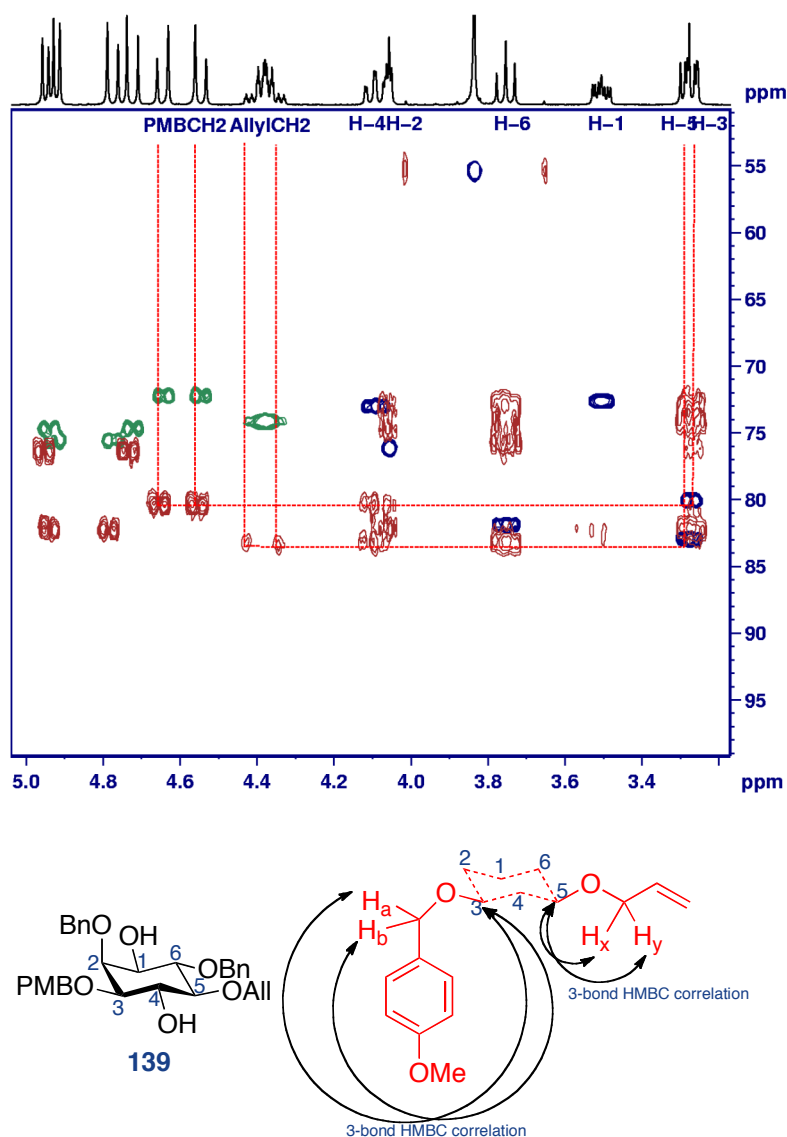 ppm
PMBCH2 AllylCH2 H−4H−2 H−6 H−1 H−5H−3
55
60
65
70
75
80
85
90
95
5.0 4.8 4.6 4.4 4.2 4.0 3.8 3.6 3.4 ppm
2 1 6
O 5 O
Ha 3 4
Hb Hx Hy
BnO OH
3-bond HMBC correlation
6
2 1 OBn
PMBO 5 OAll
3 4
OH
139
OMe
3-bond HMBC correlation